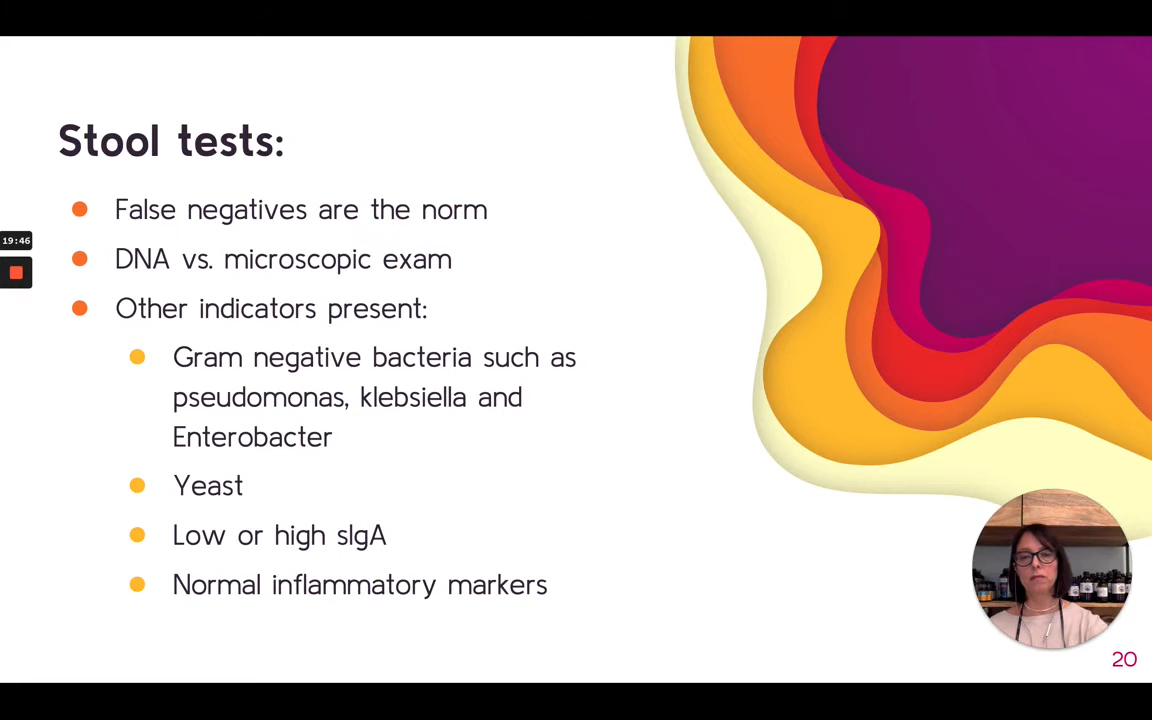 Stool tests:
False negatives are the norm
19:46
DNA vs. microscopic exam
Other indicators present:
Gram negative bacteria such as
pseudomonas, klebsiella and
Enterobacter
Yeast
Low or high sIgA
Normal inflammatory markers
20